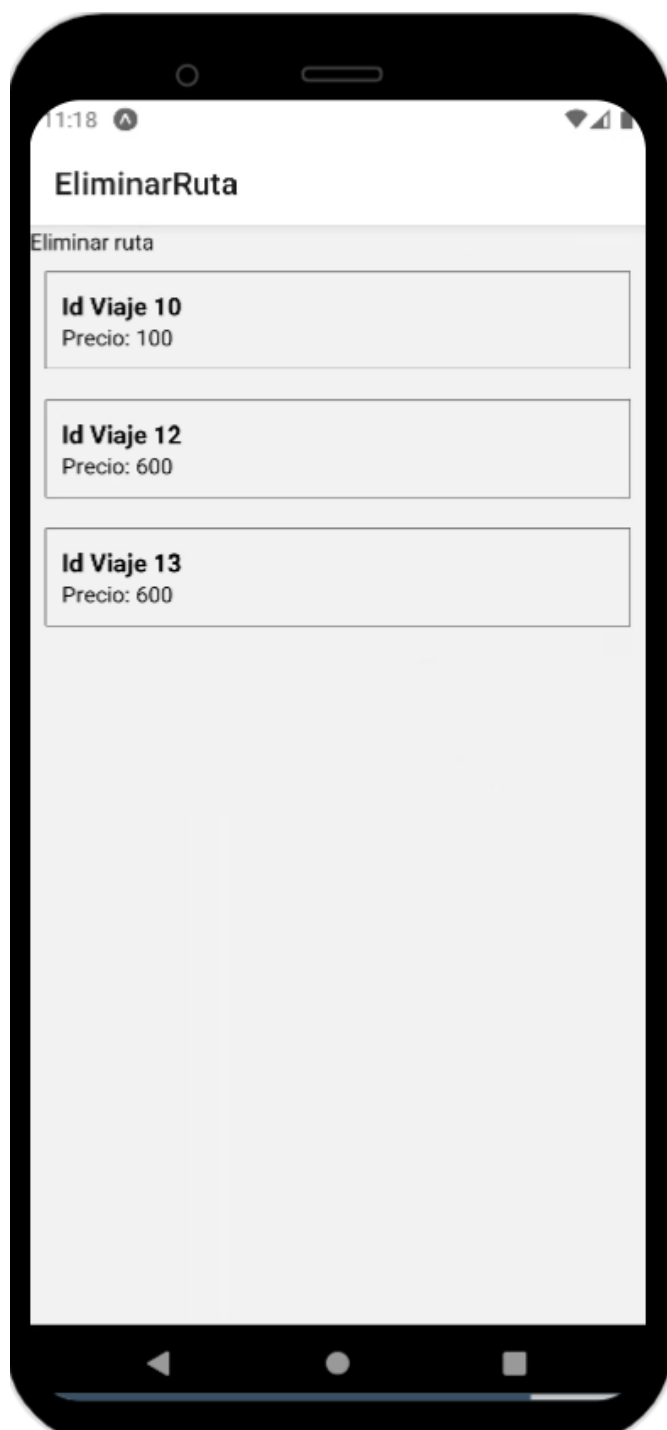 11:18
EliminarRuta
Eliminar ruta
Id Viaje 10
Precio: 100
Id Viaje 12
Precio: 600
Id Viaje 13
Precio: 600